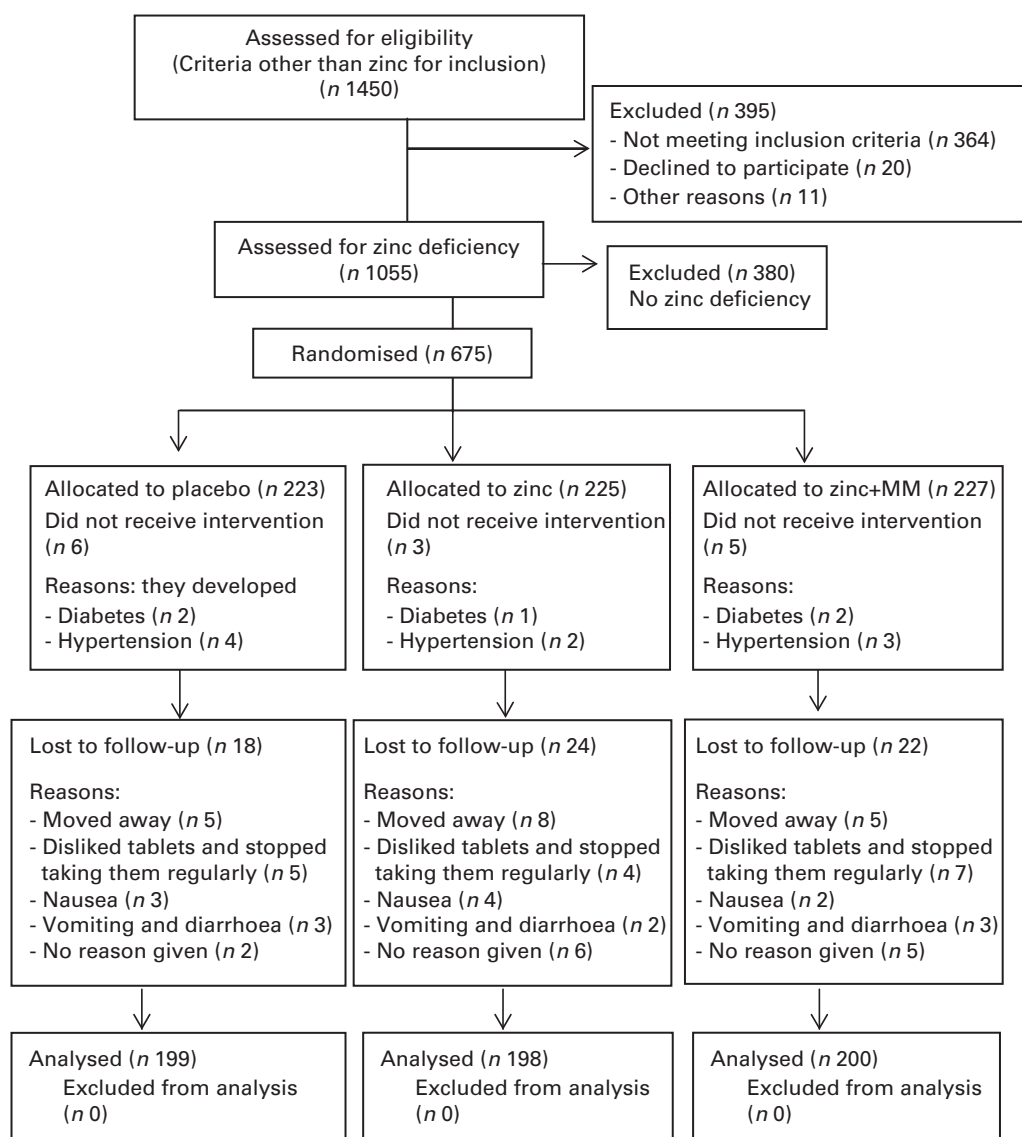 Assessed for eligibility
(Criteria other than zinc for inclusion)
(n 1450)
Excluded (n 395)
- Not meeting inclusion criteria (n 364)
- Declined to participate (n 20)
- Other reasons (n 11)
Assessed for zinc deficiency
(n 1055)
Excluded (n 380)
No zinc deficiency
Randomised (n 675)
Allocated to placebo (n 223)
Did not receive intervention
(n 6)
Reasons: they developed
- Diabetes (n 2)
- Hypertension (n 4)
Allocated to zinc (n 225)
Did not receive intervention
(n 3)
Reasons:
- Diabetes (n 1)
- Hypertension (n 2)
Allocated to zinc+MM (n 227)
Did not receive intervention
(n 5)
Reasons:
- Diabetes (n 2)
- Hypertension (n 3)
Lost to follow-up (n 18)
Reasons:
- Moved away (n 5)
- Disliked tablets and stopped
taking them regularly (n 5)
- Nausea (n 3)
- Vomiting and diarrhoea (n 3)
- No reason given (n 2)
Lost to follow-up (n 24)
Reasons:
- Moved away (n 8)
- Disliked tablets and stopped
taking them regularly (n 4)
- Nausea (n 4)
- Vomiting and diarrhoea (n 2)
- No reason given (n 6)
Lost to follow-up (n 22)
Reasons:
- Moved away (n 5)
- Disliked tablets and stopped
taking them regularly (n 7)
- Nausea (n 2)
- Vomiting and diarrhoea (n 3)
- No reason given (n 5)
Analysed (n 199)
Excluded from analysis
(n 0)
Analysed (n 198)
Excluded from analysis
(n 0)
Analysed (n 200)
Excluded from analysis
(n 0)